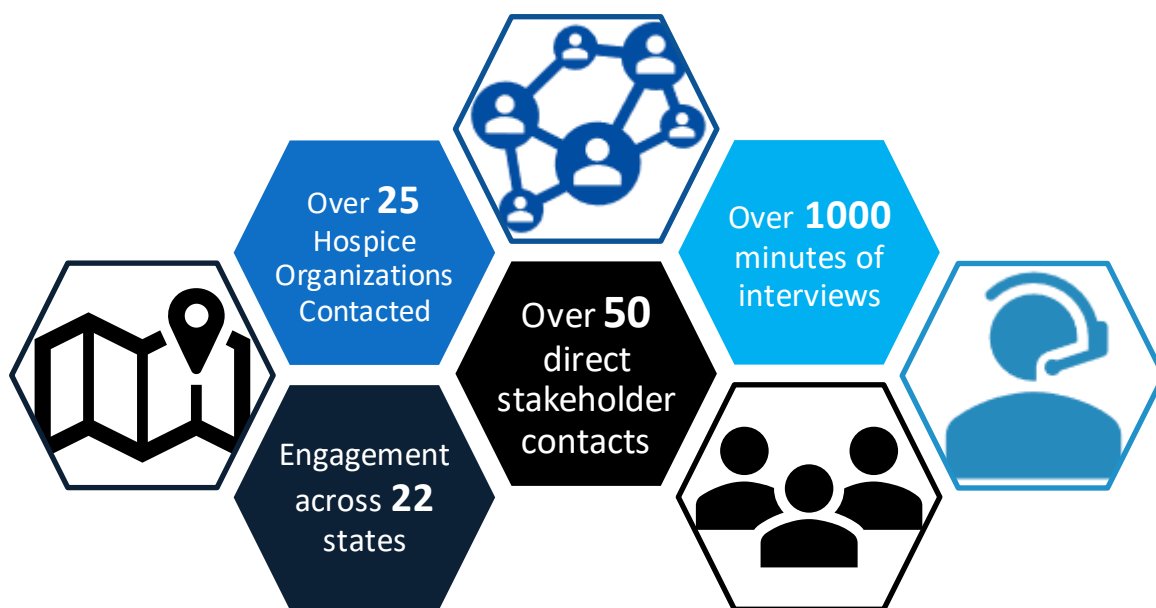 Over 25
Hospice
Organizations
Contacted
Over 1000
minutes of
interviews
Over 50
direct
stakeholder
contacts
Engagement
across 22
states